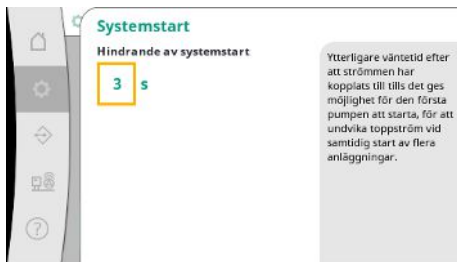 Systemstart
Hindrande av systemstart
3 s
Ytterligare väntetid efter
att strömmen har
kopplats till tills det ges
möjlighet för den första
pumpen att starta, för att
undvika toppström vid
samtidig start av flera
anläggningar.
?